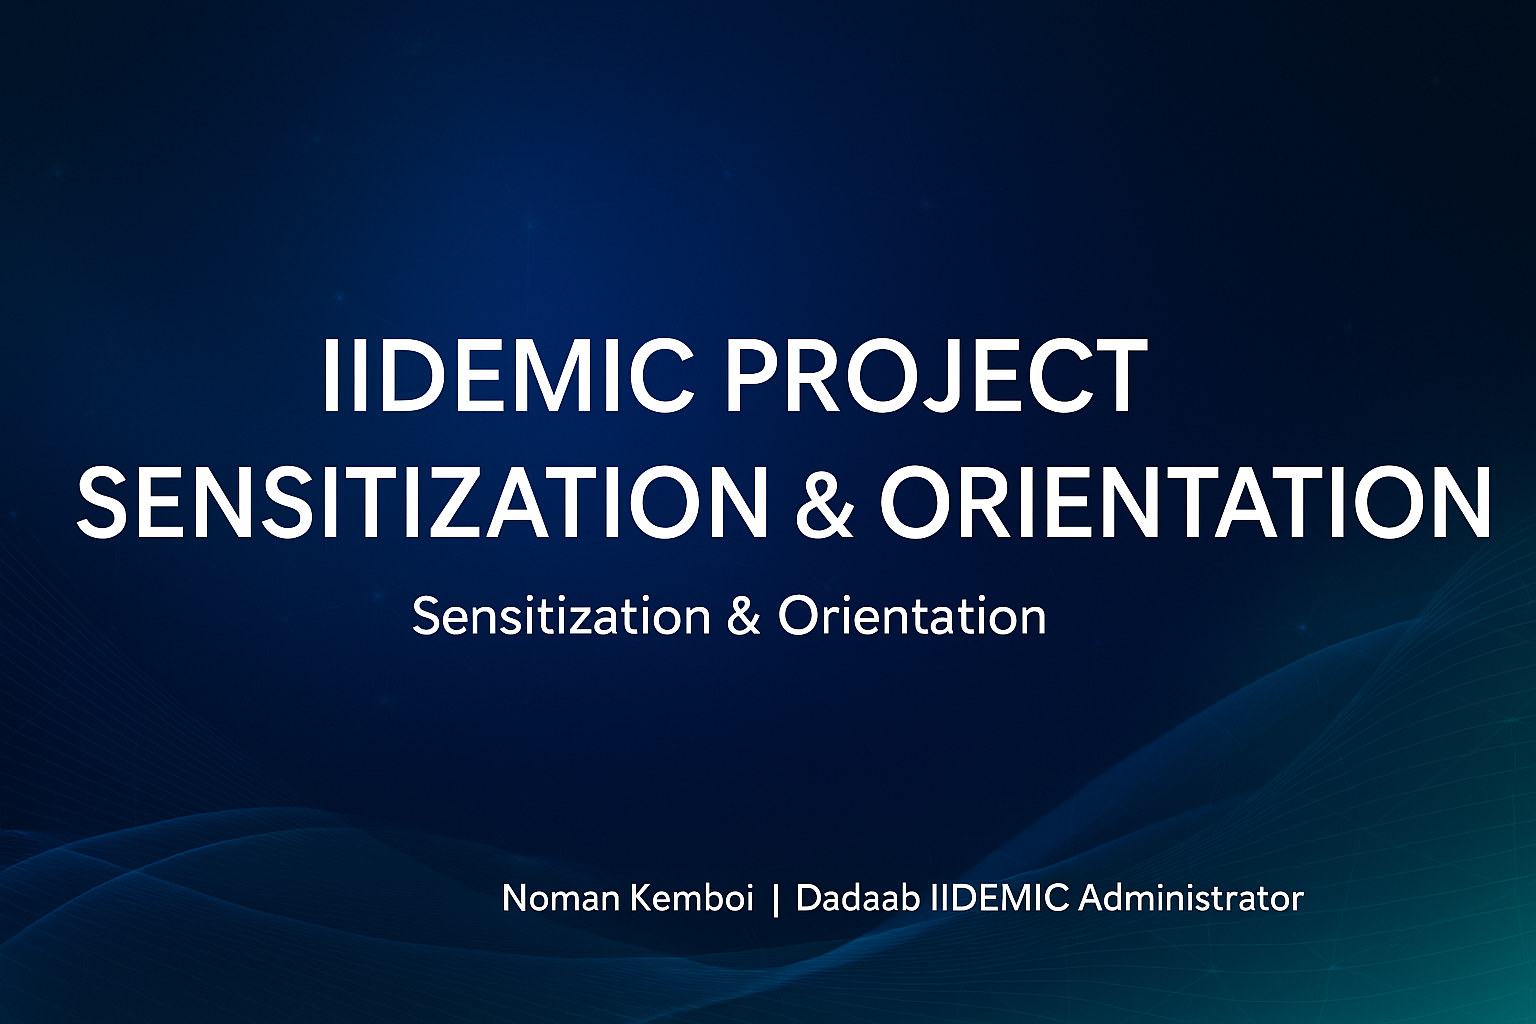 IIDEMIC PROJECT
SENSITIZATION & ORIENTATION
Sensitization & Orientation
Noman Kemboi | Dadaab IIDEMIC Administrator